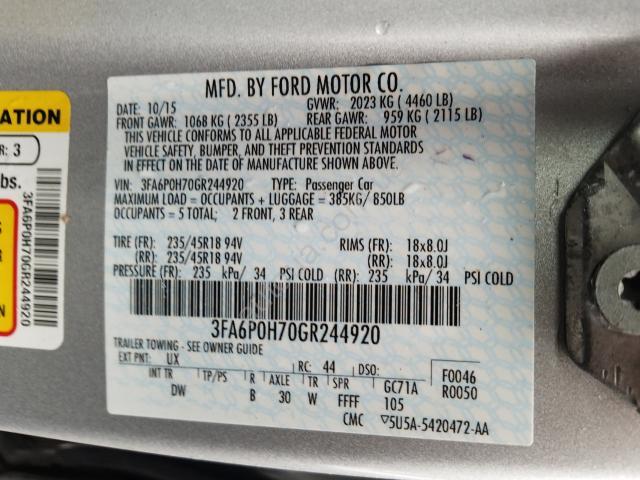 MFD. BY FORD MOTOR CO.
DATE: 10/15 GVWR: 2023 KG ( 4460 LB)
FRONT GAWR: 1068 KG ( 2355 LB) REAR GAWR: 959 KG ( 2115 LB)
THIS VEHICLE CONFORMS TO ALL APPLICABLE FEDERAL MOTOR
VEHICLE SAFETY, BUMPER, AND THEFT PREVENTION STANDARDS
IN EFFECT ON THE DATE OF MANUFACTURE SHOWN ABOVE.
VIN: 3FA6P0H70GR244920 TYPE: Passenger Car
MAXIMUM LOAD = OCCUPANTS + LUGGAGE = 385KG/ 850LB
OCCUPANTS = 5 TOTAL; 2 FRONT, 3 REAR
TIRE (FR): 235/45R18 94V RIMS (FR): 18x8.0J
(RR): 235/45R18 94V (RR): 18x8.0J
PRESSURE (FR): 235 kPa/ 34 PSI COLD (RR): 235 kPa/ 34 PSI COLD
3FA6P0H70GR244920
TRAILER TOWING - SEE OWNER GUIDE
EXT PNT: UX RC: 44 DSO: F0046
INT TR TP/PS R AXLE TR SPR GC71A R0050
DW B 30 W FFFF 105
CMC ▽5U5A-5420472-AA
ATION
R: 3
bs.
3FA6P0H70GR244920